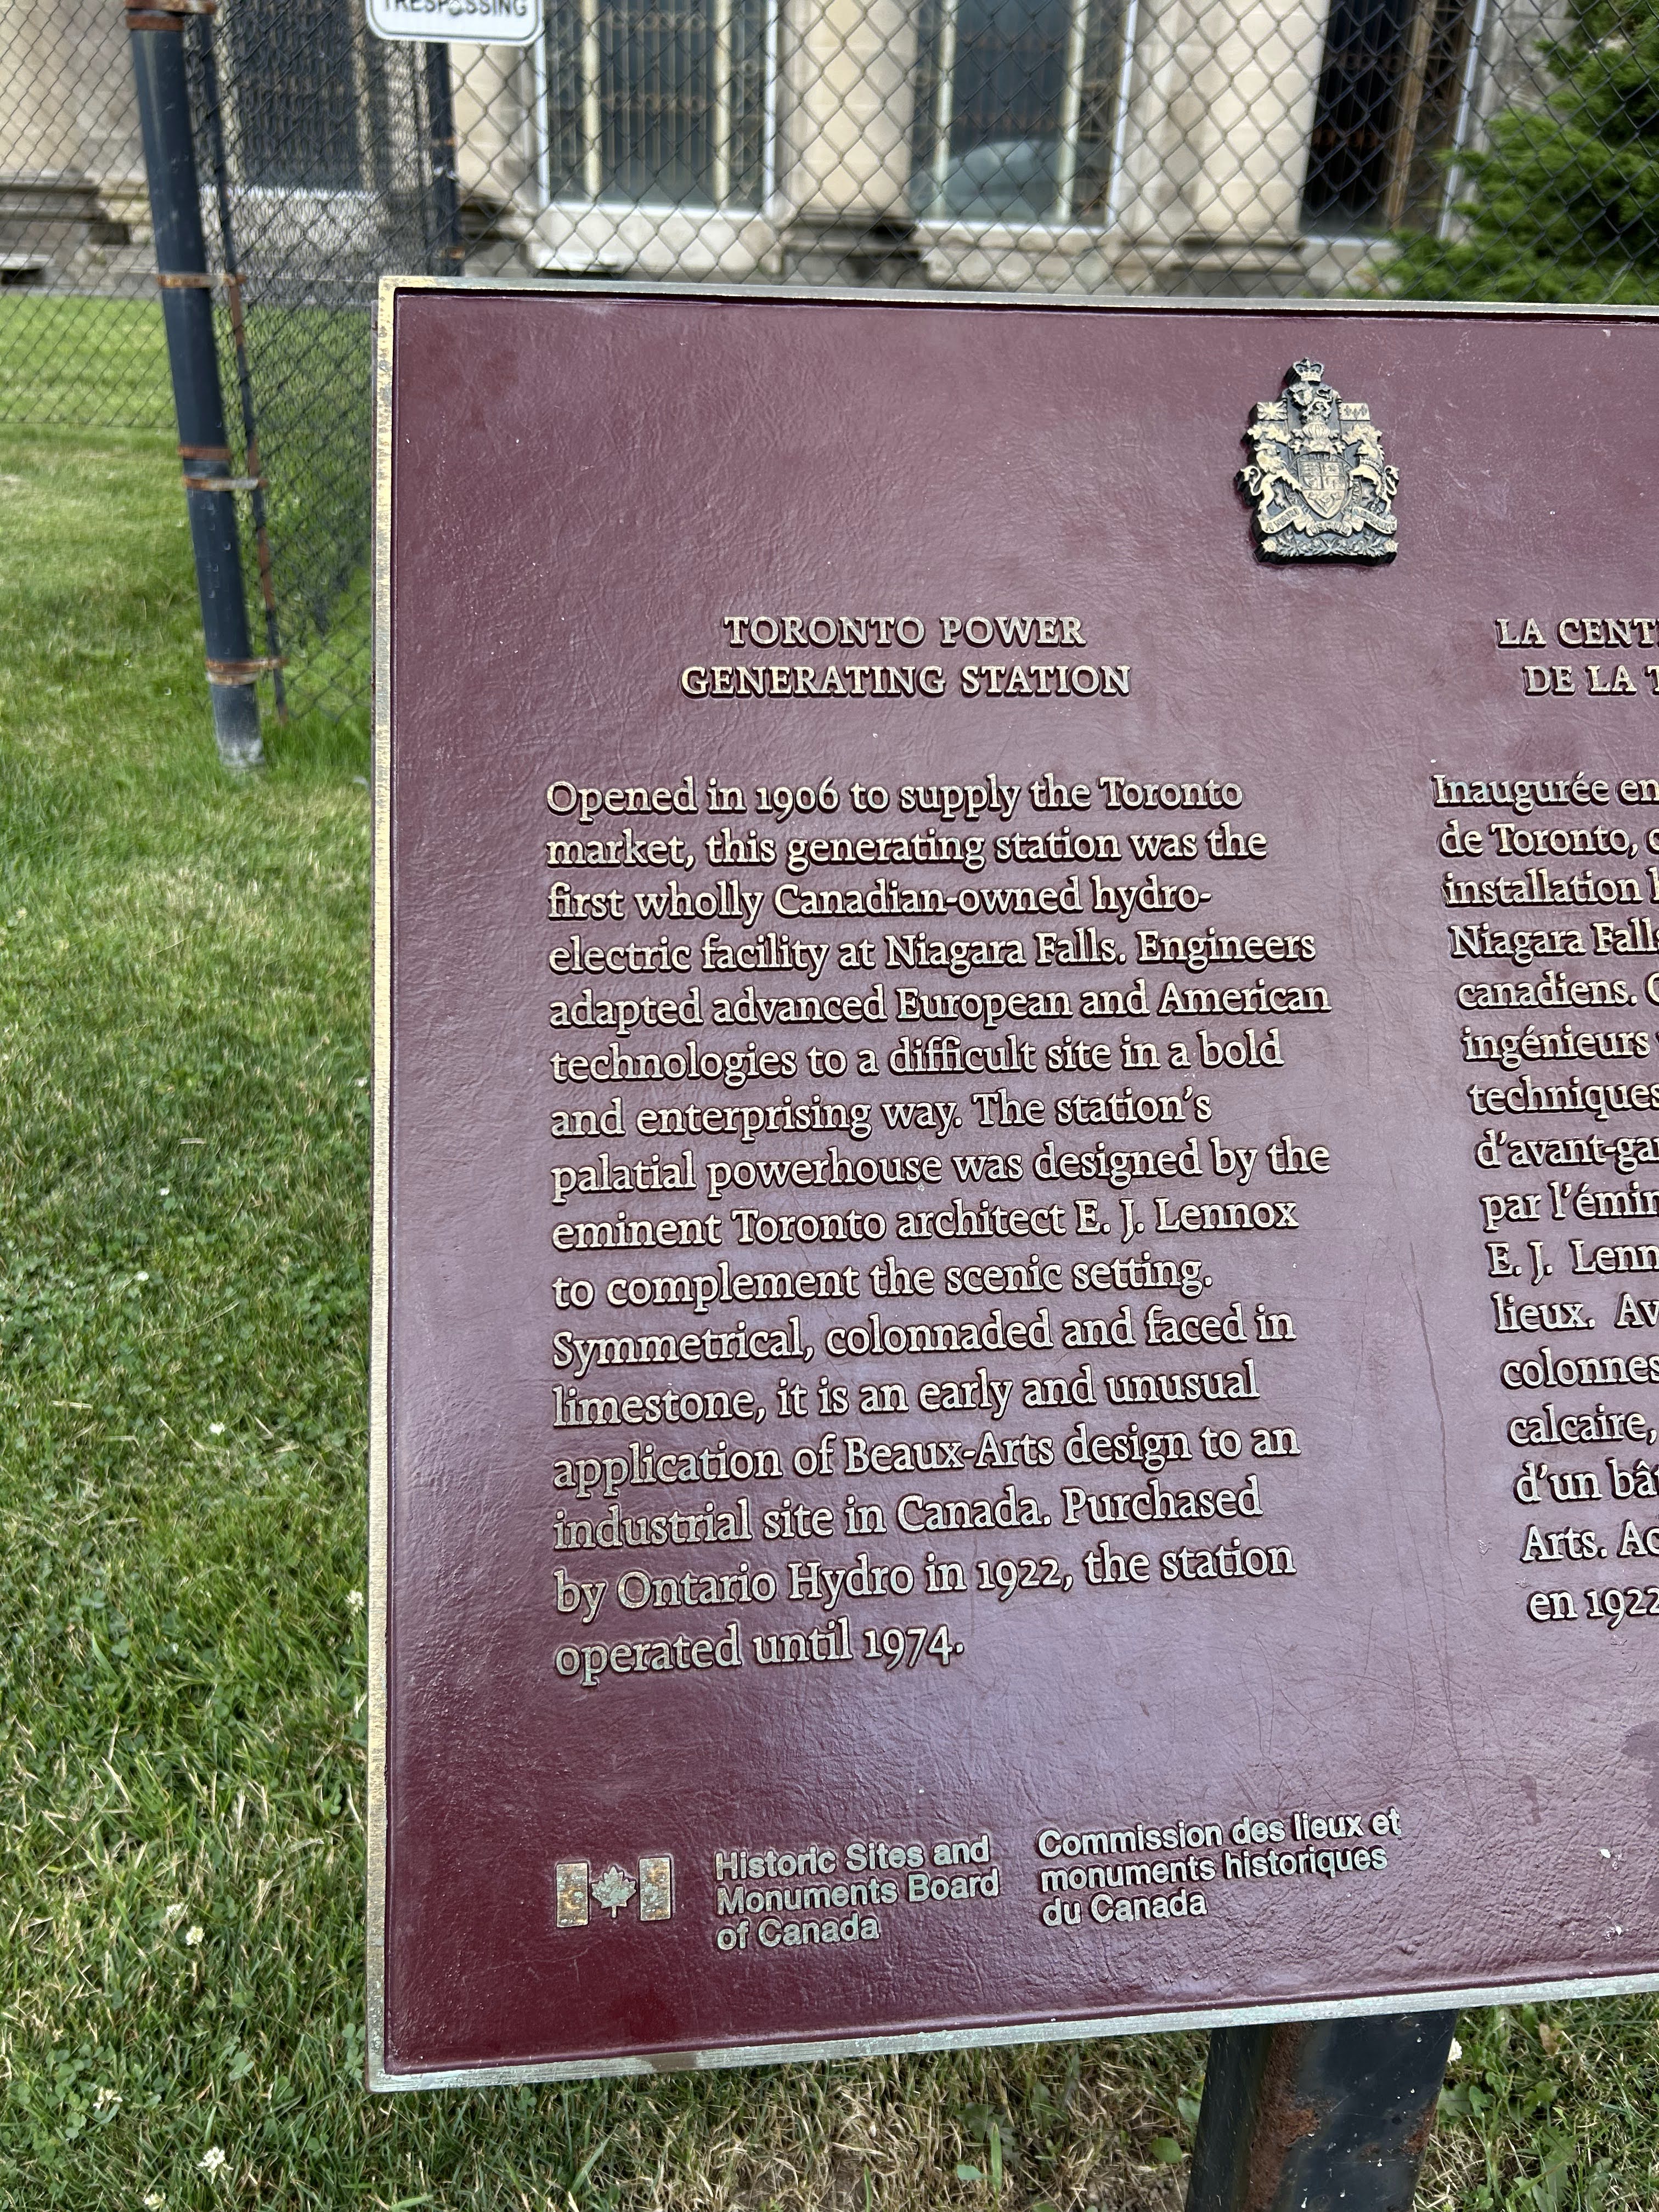 TRESPASSING
TORONTO POWER
GENERATING STATION
Opened in 1906 to supply the Toronto
market, this generating station was the
first wholly Canadian-owned hydro-
electric facility at Niagara Falls. Engineers
adapted advanced European and American
technologies to a difficult site in a bold
and enterprising way. The station's
palatial powerhouse was designed by the
eminent Toronto architect E. J. Lennox
to complement the scenic setting.
Symmetrical, colonnaded and faced in
limestone, it is an early and unusual
application of Beaux-Arts design to an
industrial site in Canada. Purchased
by Ontario Hydro in 1922, the station
operated until 1974.
LA
DE LA
Inaugurée en
de Toronto,
installation
Niagara Falls
canadiens.
ingénieurs
techniques
d'avant-
par
E. J.
lieux.
colonnes
calcaire,
d'un
Arts.
en 1922
Historic Sites and
Monuments Board
of Canada
Commission des lieux et
monuments historiques
du Canada